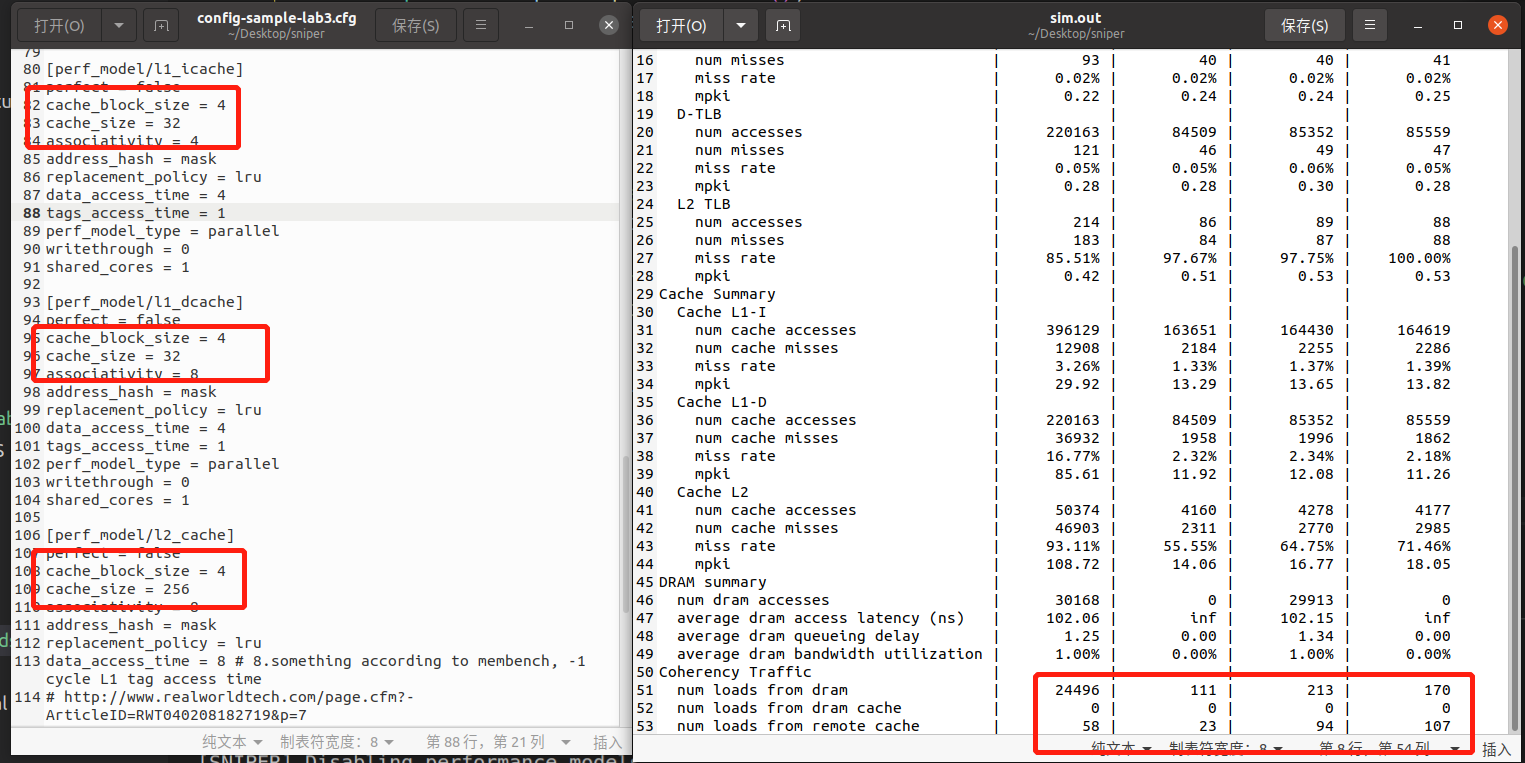 打开(O)
config-sample-lab3.cfg
~/Desktop/sniper
保存(S)
79
80 [perf_model/l1_icache]
81 perfect = false
82 cache_block_size = 4
83 cache_size = 32
84 associativity = 4
85 address_hash = mask
86 replacement_policy = lru
87 data_access_time = 4
88 tags_access_time = 1
89 perf_model_type = parallel
90 writethrough = 0
91 shared_cores = 1
92
93 [perf_model/l1_dcache]
94 perfect = false
95 cache_block_size = 4
96 cache_size = 32
97 associativity = 8
98 address_hash = mask
99 replacement_policy = lru
100 data_access_time = 4
101 tags_access_time = 1
102 perf_model_type = parallel
103 writethrough = 0
104 shared_cores = 1
105
106 [perf_model/l2_cache]
107 perfect = false
108 cache_block_size = 4
109 cache_size = 256
110 associativity = 8
111 address_hash = mask
112 replacement_policy = lru
113 data_access_time = 8 # 8.something according to membench, -1
cycle L1 tag access time
114 # http://www.realworldtech.com/page.cfm?-
ArticleID=RWT040208182719&p=7
纯文本 制表符宽度：8 第 88 行，第 21 列 插入
[SNIPER] Disabling performance model
打开(O)
sim.out
~/Desktop/sniper
保存(S)
16 num misses | 93 | 40 | 40 | 41
17 miss rate | 0.02% | 0.02% | 0.02% | 0.02%
18 mpki | 0.22 | 0.24 | 0.24 | 0.25
19 D-TLB | | | |
20 num accesses | 220163 | 84509 | 85352 | 85559
21 num misses | 121 | 46 | 49 | 47
22 miss rate | 0.05% | 0.05% | 0.06% | 0.05%
23 mpki | 0.28 | 0.28 | 0.30 | 0.28
24 L2 TLB | | | |
25 num accesses | 214 | 86 | 89 | 88
26 num misses | 183 | 84 | 87 | 88
27 miss rate | 85.51% | 97.67% | 97.75% | 100.00%
28 mpki | 0.42 | 0.51 | 0.53 | 0.53
29 Cache Summary | | | |
30 Cache L1-I | | | |
31 num cache accesses | 396129 | 163651 | 164430 | 164619
32 num cache misses | 12908 | 2184 | 2255 | 2286
33 miss rate | 3.26% | 1.33% | 1.37% | 1.39%
34 mpki | 29.92 | 13.29 | 13.65 | 13.82
35 Cache L1-D | | | |
36 num cache accesses | 220163 | 84509 | 85352 | 85559
37 num cache misses | 36932 | 1958 | 1996 | 1862
38 miss rate | 16.77% | 2.32% | 2.34% | 2.18%
39 mpki | 85.61 | 11.92 | 12.08 | 11.26
40 Cache L2 | | | |
41 num cache accesses | 50374 | 4160 | 4278 | 4177
42 num cache misses | 46903 | 2311 | 2770 | 2985
43 miss rate | 93.11% | 55.55% | 64.75% | 71.46%
44 mpki | 108.72 | 14.06 | 16.77 | 18.05
45 DRAM summary | | | |
46 num dram accesses | 30168 | 0 | 29913 | 0
47 average dram access latency (ns) | 102.06 | inf | 102.15 | inf
48 average dram queueing delay | 1.25 | 0.00 | 1.34 | 0.00
49 average dram bandwidth utilization | 1.00% | 0.00% | 1.00% | 0.00%
50 Coherency Traffic | | | |
51 num loads from dram | 24496 | 111 | 213 | 170
52 num loads from dram cache | 0 | 0 | 0 | 0
53 num loads from remote cache | 58 | 23 | 94 | 107
纯文本 制表符宽度：8 第 8 行，第 54 列 插入